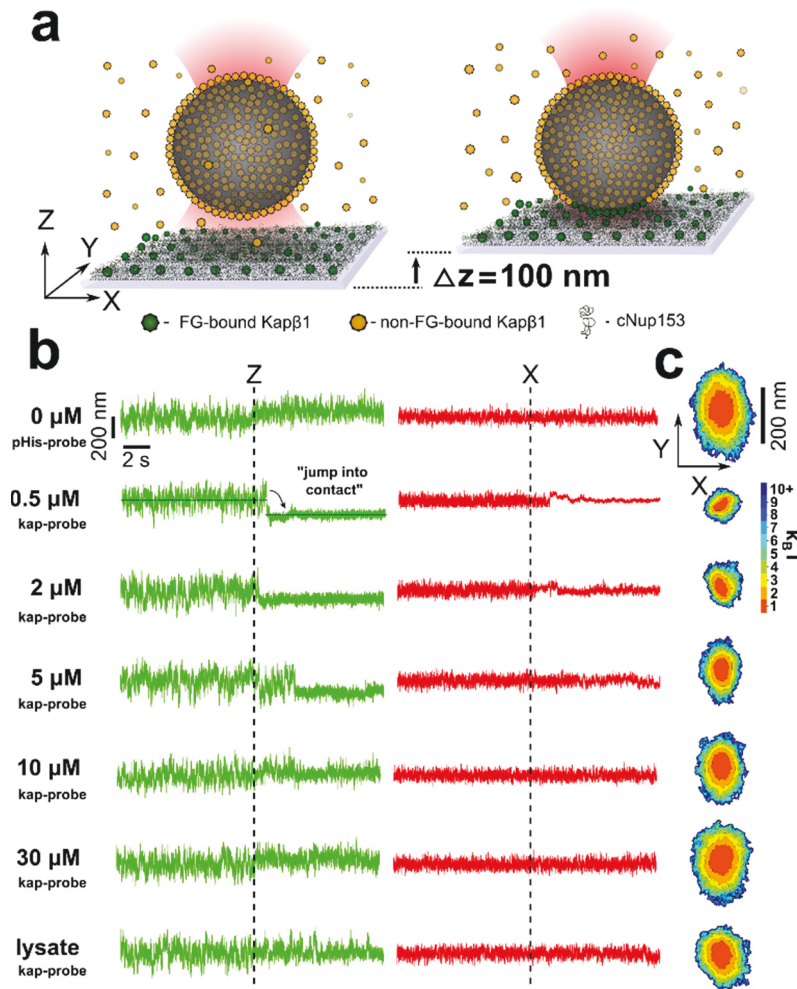 a
Z
Y
X
△z=100 nm
- FG-bound Kapβ1
- non-FG-bound Kapβ1
- cNup153
b
c
Z
X
0 µM
pHis-probe
200 nm
2 s
200 nm
Y
X
0.5 µM
kap-probe
"jump into
contact"
10+
9
8
7
6
5
4
3
2
1
K_B T
2 µM
kap-probe
5 µM
kap-probe
10 µM
kap-probe
30 µM
kap-probe
lysate
kap-probe